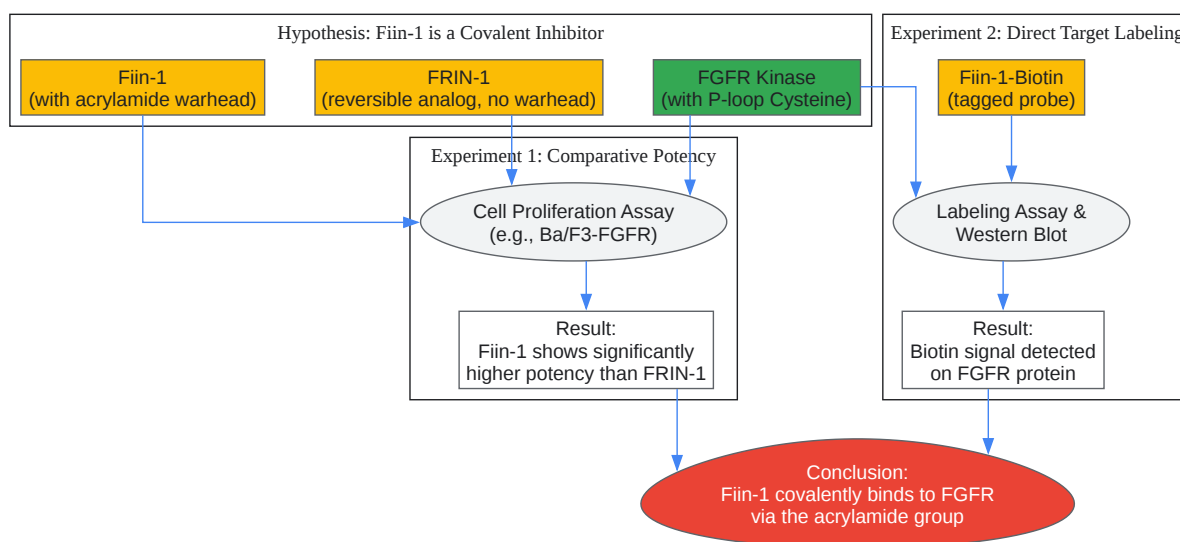 Hypothesis: Fiin-1 is a Covalent Inhibitor
Fiin-1
(with acrylamide warhead)
FRIN-1
(reversible analog, no warhead)
FGFR Kinase
(with P-loop Cysteine)
Experiment 2: Direct Target Labeling
Fiin-1-Biotin
(tagged probe)
Experiment 1: Comparative Potency
Cell Proliferation Assay
(e.g., Ba/F3-FGFR)
Labeling Assay &
Western Blot
Result:
Fiin-1 shows significantly
higher potency than FRIN-1
Result:
Biotin signal detected
on FGFR protein
Conclusion:
Fiin-1 covalently binds to FGFR
via the acrylamide group